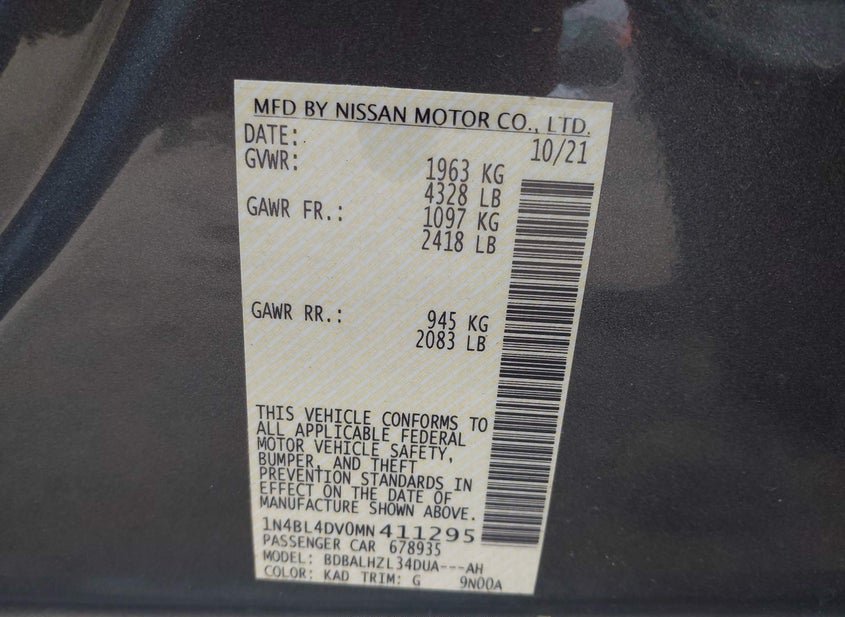 MFD BY NISSAN MOTOR CO., LTD.
DATE: 10/21
GVWR: 1963 KG
4328 LB
GAWR FR.: 1097 KG
2418 LB
GAWR RR.: 945 KG
2083 LB
THIS VEHICLE CONFORMS TO
ALL APPLICABLE FEDERAL
MOTOR VEHICLE SAFETY,
BUMPER, AND THEFT
PREVENTION STANDARDS IN
EFFECT ON THE DATE OF
MANUFACTURE SHOWN ABOVE.
1N4BL4DV0MN411295
PASSENGER CAR 678935
MODEL: BDBALHZL34DUA---AH
COLOR: KAD TRIM: G 9N00A